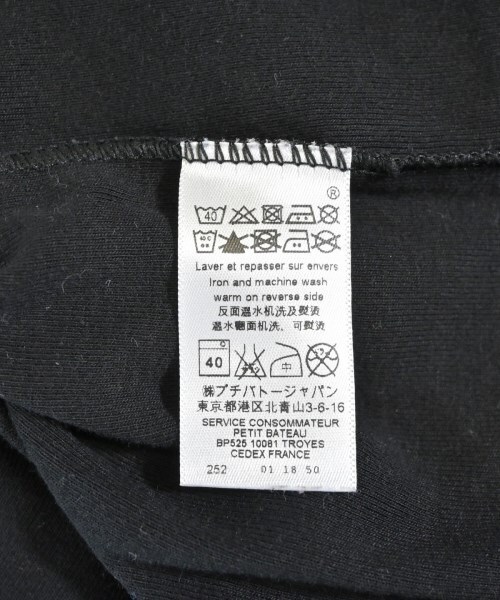 ®
40
40°C
Laver et repasser sur envers
Iron and machine wash
warm on reverse side
反面溫水机洗及熨燙
温水翻面机洗、可熨烫
40
㈱プチバトージャパン
東京都港区北青山3-6-16
SERVICE CONSOMMATEUR
PETIT BATEAU
BP525 10081 TROYES
CEDEX FRANCE
252 01 18 50